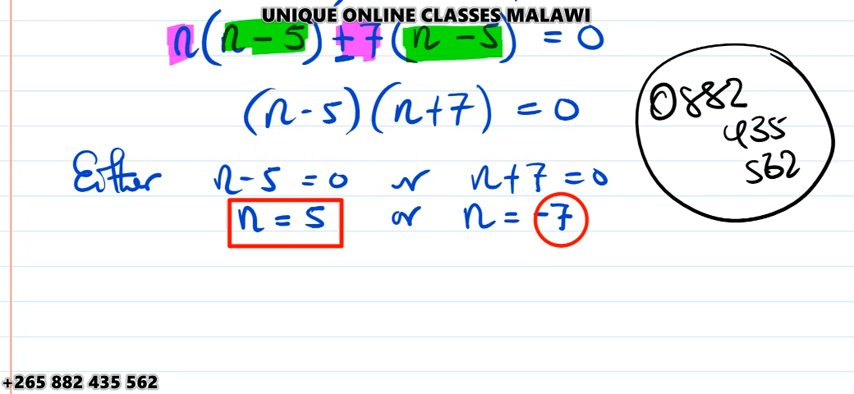 UNIQUE ONLINE CLASSES MALAWI
n(n-5)+7(n-5) = 0
(n-5)(n+7) = 0
Either n-5=0 or n+7=0
n = 5 or n = -7
0882
435
562
+265 882 435 562